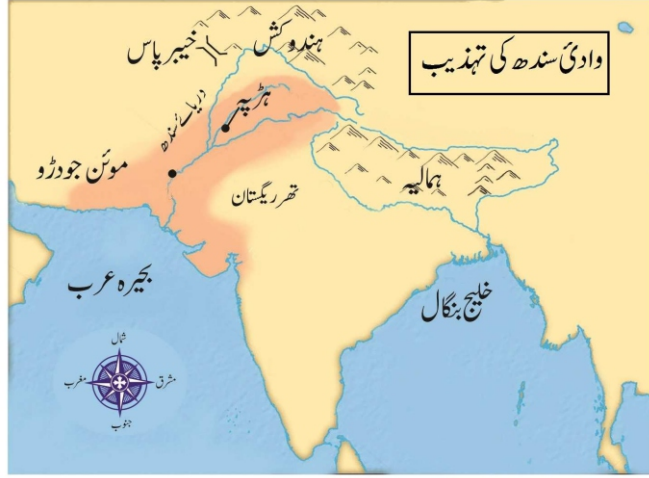 وادیٔ سندھ کی تہذیب
ہندوکش
خیبر پاس
دریائے سندھ
ہڑپہ
موئن جودڑو
تھر ریگستان
ہمالیہ
بحیرہ عرب
خلیج بنگال
شمال
مشرق
مغرب
جنوب